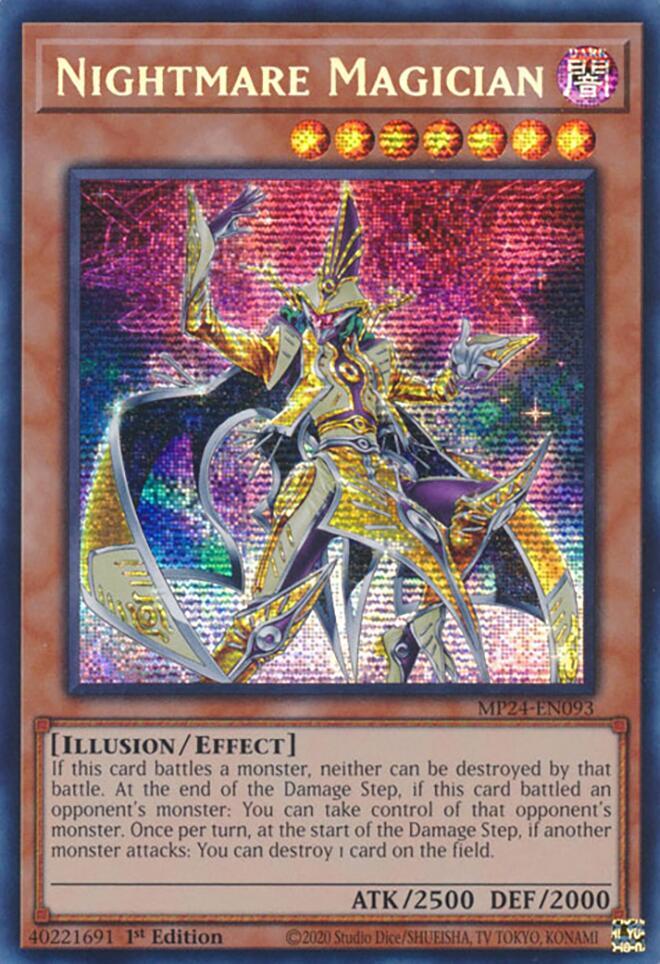 NIGHTMARE MAGICIAN
DARK
闇
MP24-EN093
[ILLUSION/EFFECT]
If this card battles a monster, neither can be destroyed by that
battle. At the end of the Damage Step, if this card battled an
opponent's monster: You can take control of that opponent's
monster. Once per turn, at the start of the Damage Step, if another
monster attacks: You can destroy 1 card on the field.
ATK/2500 DEF/2000
40221691 1st Edition ©2020 Studio Dice/SHUEISHA, TV TOKYO, KONAMI